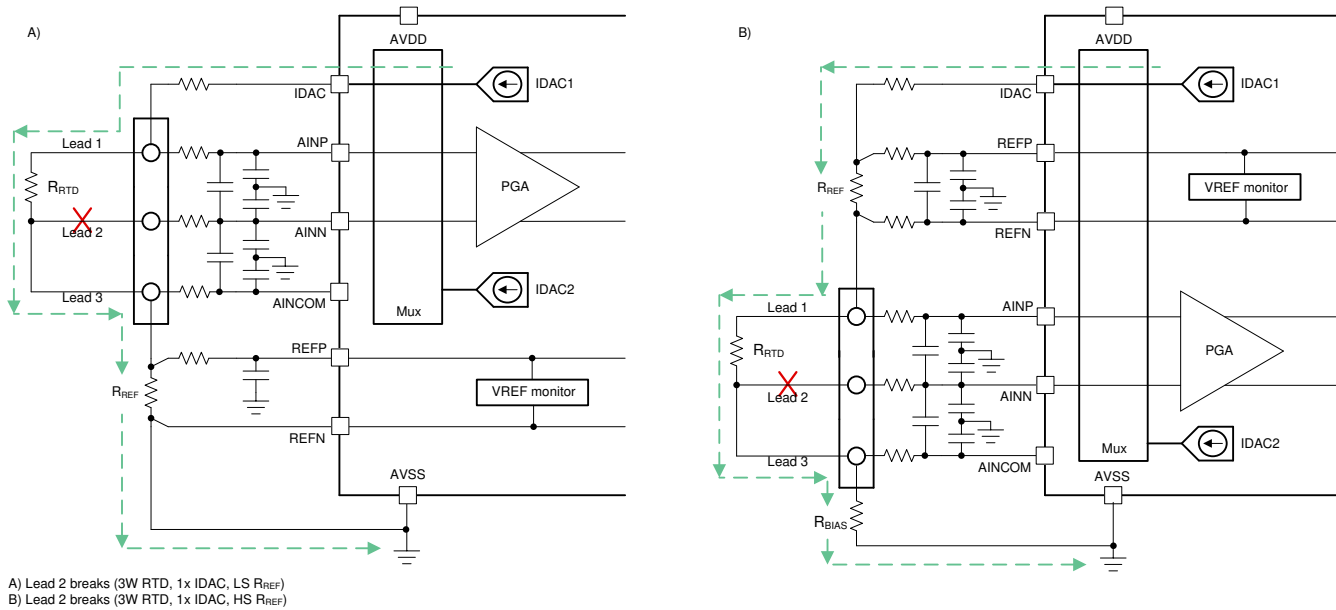 A)
AVDD
IDAC
IDAC1
Lead 1
AINP
RRTD
PGA
Lead 2
AINN
Lead 3
AINCOM
IDAC2
Mux
REFP
RREF
VREF monitor
REFN
AVSS
B)
AVDD
IDAC
IDAC1
REFP
RREF
VREF monitor
REFN
Lead 1
AINP
RRTD
PGA
Lead 2
AINN
IDAC2
Lead 3
Mux
AINCOM
AVSS
RBIAS
A) Lead 2 breaks (3W RTD, 1x IDAC, LS RREF)
B) Lead 2 breaks (3W RTD, 1x IDAC, HS RREF)